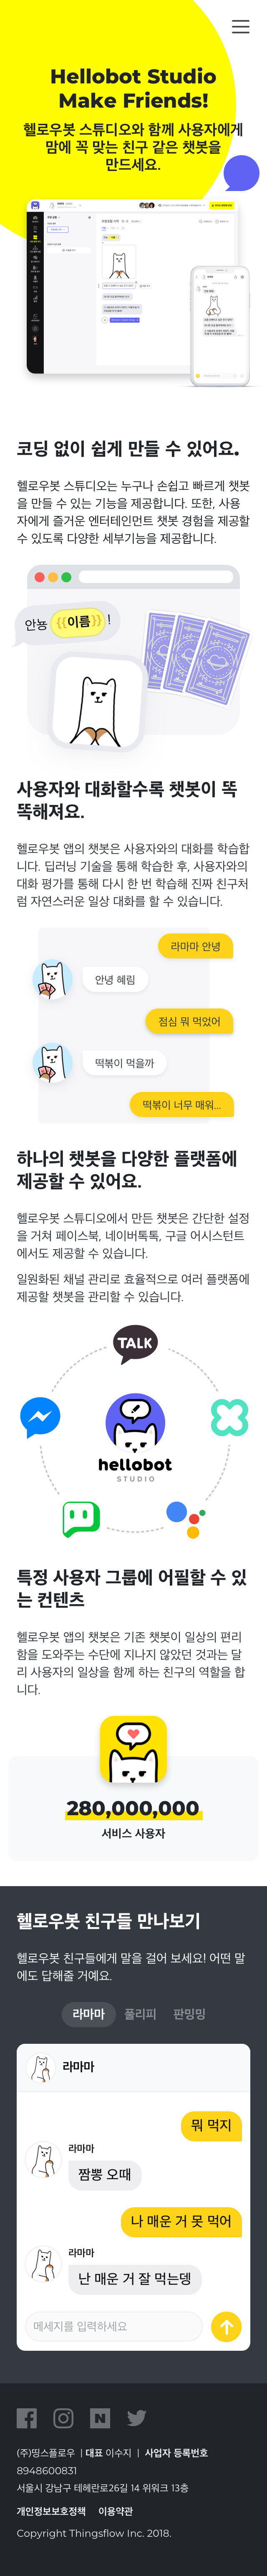 Hellobot Studio
Make Friends!
헬로우봇 스튜디오와 함께 사용자에게
맘에 꼭 맞는 친구 같은 챗봇을
만드세요.
코딩 없이 쉽게 만들 수 있어요.
헬로우봇 스튜디오는 누구나 손쉽고 빠르게 챗봇
을 만들 수 있는 기능을 제공합니다. 또한, 사용
자에게 즐거운 엔터테인먼트 챗봇 경험을 제공할
수 있도록 다양한 세부기능을 제공합니다.
안뇽 {{이름}} !
사용자와 대화할수록 챗봇이 똑
똑해져요.
헬로우봇 앱의 챗봇은 사용자와의 대화를 학습합
니다. 딥러닝 기술을 통해 학습한 후, 사용자와의
대화 평가를 통해 다시 한 번 학습해 진짜 친구처
럼 자연스러운 일상 대화를 할 수 있습니다.
라마마 안녕
안녕 혜림
점심 뭐 먹었어
떡볶이 먹을까
떡볶이 너무 매워...
하나의 챗봇을 다양한 플랫폼에
제공할 수 있어요.
헬로우봇 스튜디오에서 만든 챗봇은 간단한 설정
을 거쳐 페이스북, 네이버톡톡, 구글 어시스턴트
에서도 제공할 수 있습니다.
일원화된 채널 관리로 효율적으로 여러 플랫폼에
제공할 챗봇을 관리할 수 있습니다.
TALK
hellobot
STUDIO
특정 사용자 그룹에 어필할 수 있
는 컨텐츠
헬로우봇 앱의 챗봇은 기존 챗봇이 일상의 편리
함을 도와주는 수단에 지나지 않았던 것과는 달
리 사용자의 일상을 함께 하는 친구의 역할을 합
니다.
280,000,000
서비스 사용자
헬로우봇 친구들 만나보기
헬로우봇 친구들에게 말을 걸어 보세요! 어떤 말
에도 답해줄 거예요.
라마마 풀리피 판밍밍
라마마
뭐 먹지
라마마
짬뽕 오때
나 매운 거 못 먹어
라마마
난 매운 거 잘 먹는뎅
메세지를 입력하세요
(주)띵스플로우 | 대표 이수지 | 사업자 등록번호
8948600831
서울시 강남구 테헤란로26길 14 위워크 13층
개인정보보호정책 이용약관
Copyright Thingsflow Inc. 2018.